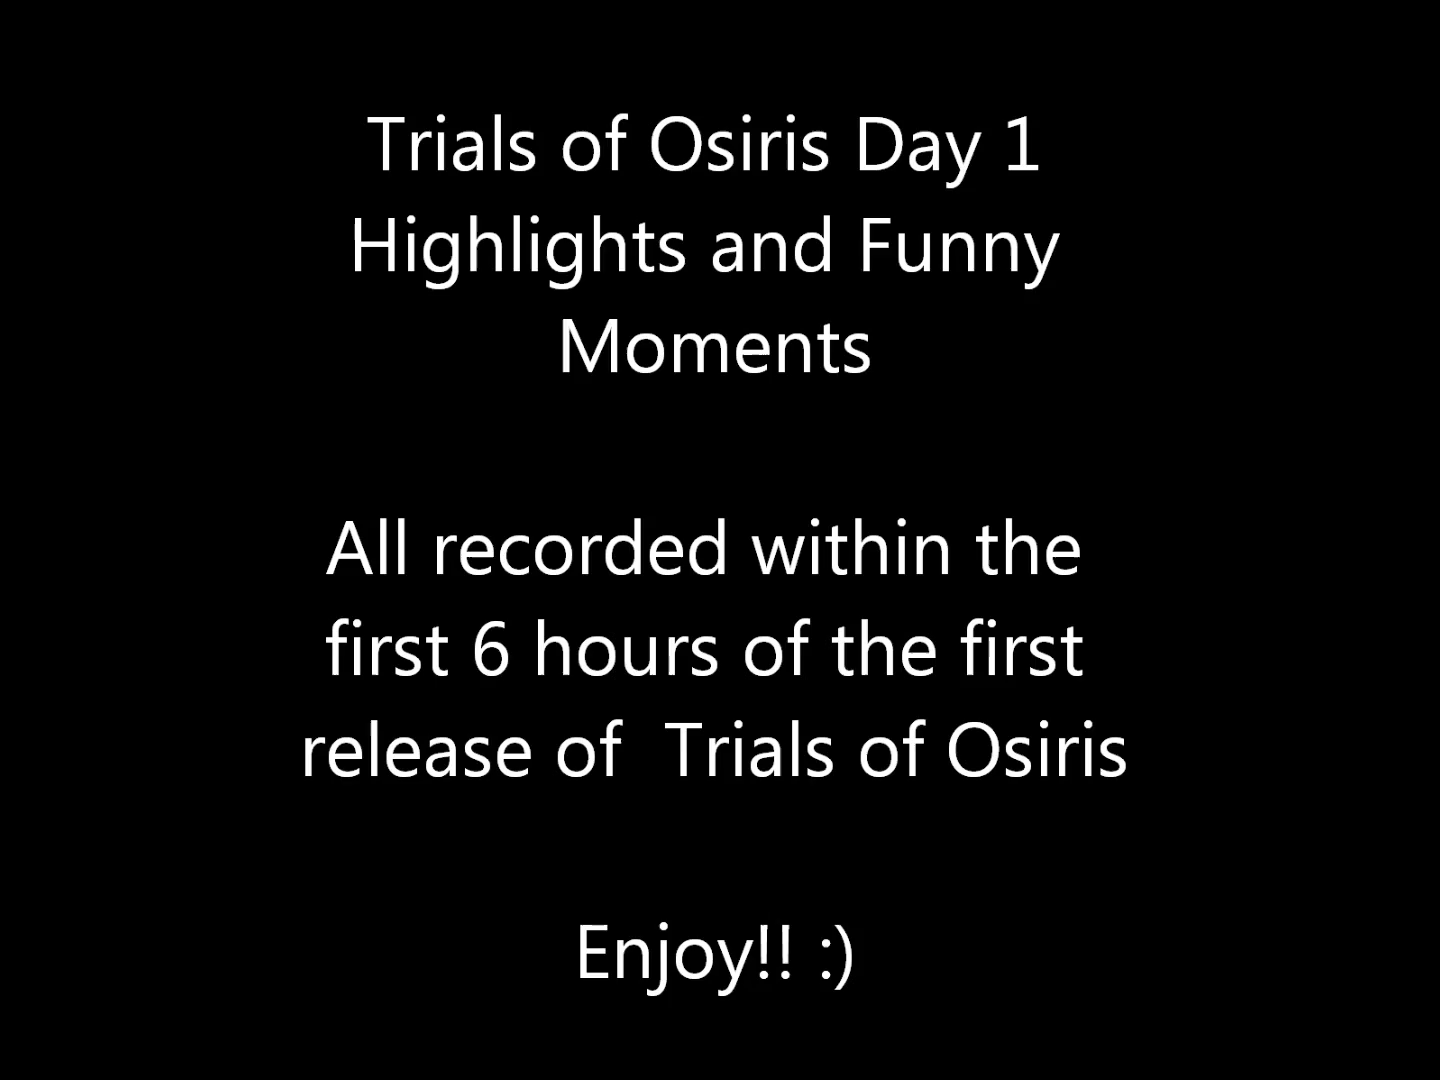 Trials of Osiris Day 1
Highlights and Funny
Moments
All recorded within the
first 6 hours of the first
release of  Trials of Osiris
Enjoy!! :)